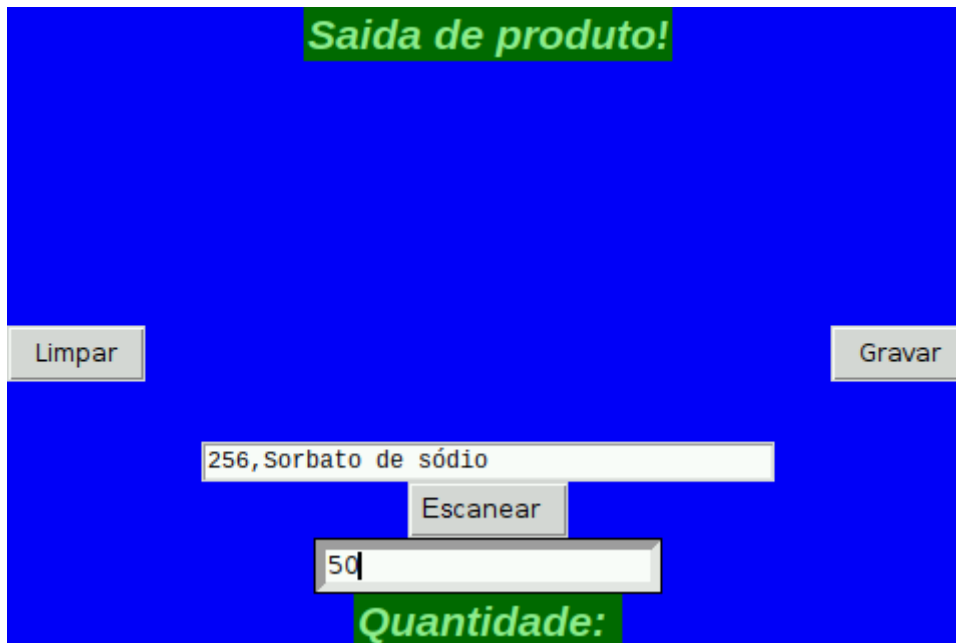 Saida de produto!
Limpar
Gravar
256,Sorbato de sódio
Escanear
50
Quantidade: